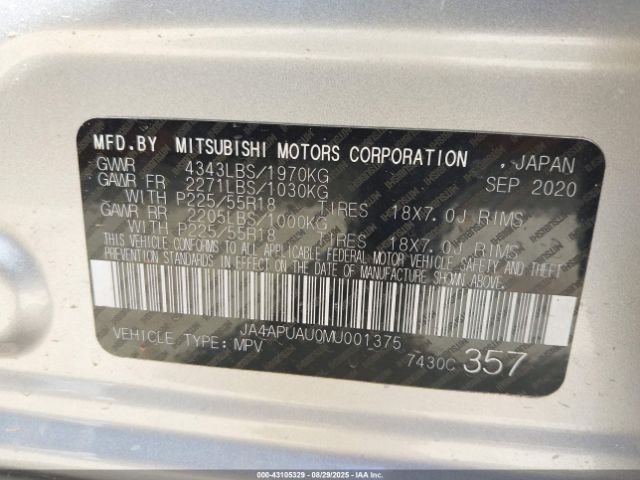 MFD.BY MITSUBISHI MOTORS CORPORATION , JAPAN
GVWR 4343LBS/1970KG SEP 2020
GAWR FR 2271LBS/1030KG
-WITH P225/55R18 TIRES 18X7.0J RIMS
GAWR RR 2205LBS/1000KG
-WITH P225/55R18 TIRES 18X7.0J RIMS
THIS VEHICLE CONFORMS TO ALL APPLICABLE FEDERAL MOTOR VEHICLE SAFETY AND THEFT
PREVENTION STANDARDS IN EFFECT ON THE DATE OF MANUFACTURE SHOWN ABOVE.
JA4APUAU0MU001375
VEHICLE TYPE:MPV 7430C 357
000-43105329 - 08/29/2025 - IAAI.com